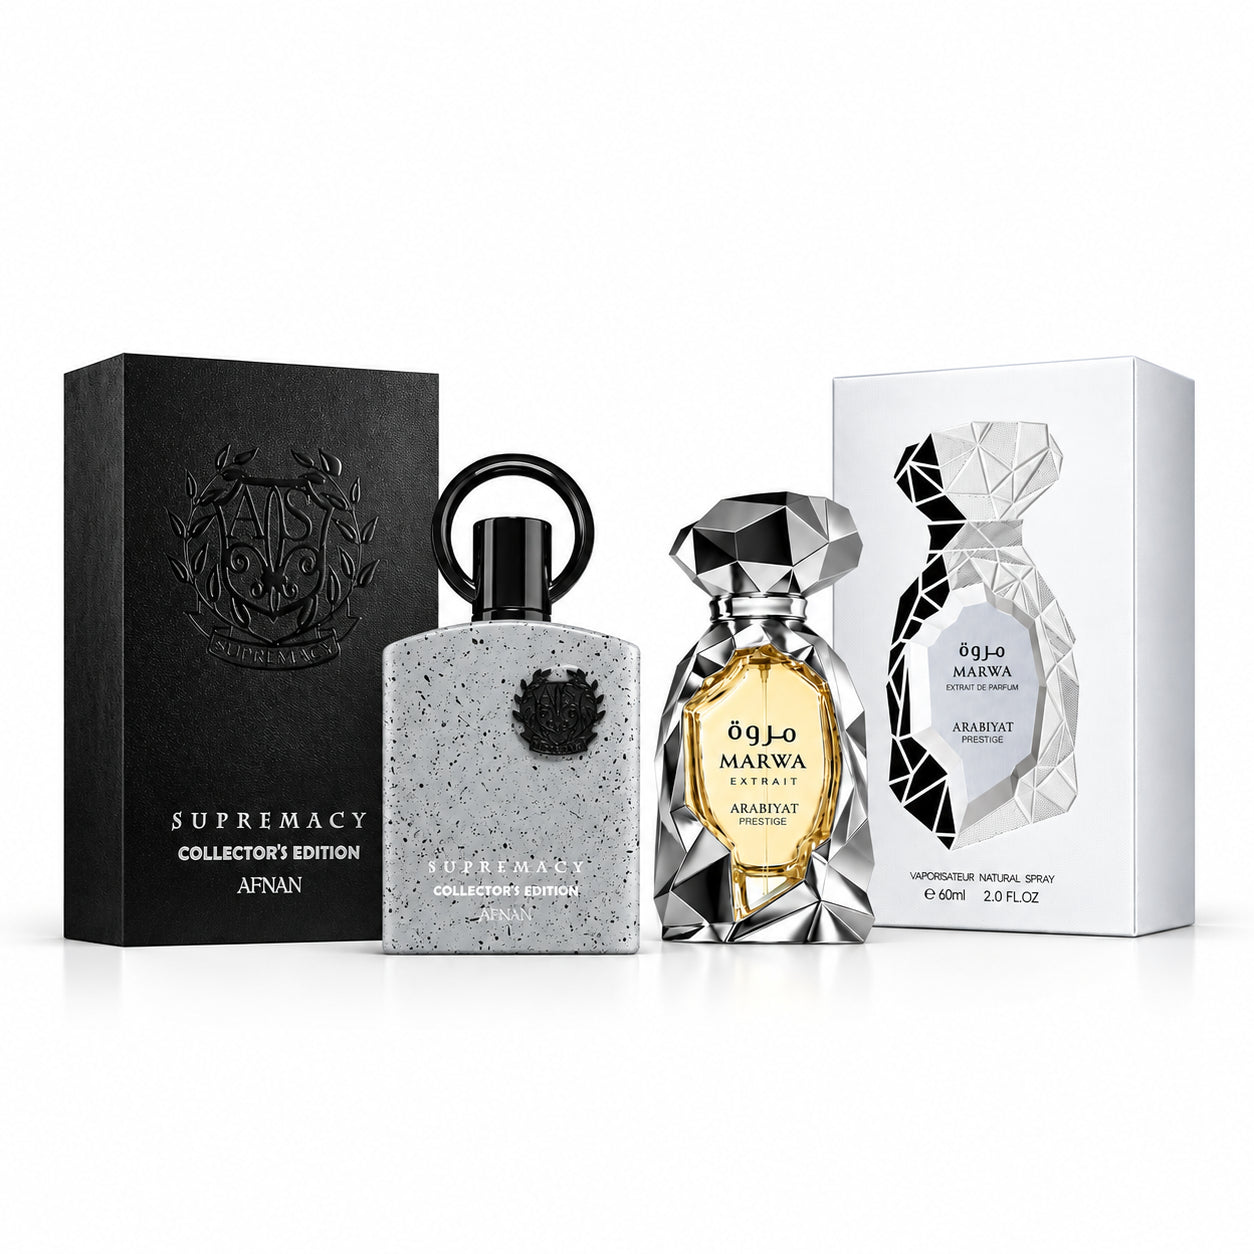 AS
SUPREMACY
SUPREMACY
COLLECTOR'S EDITION
AFNAN
SUPREMACY
COLLECTOR'S EDITION
AFNAN
مروة
MARWA
EXTRAIT
ARABIYAT
PRESTIGE
مروة
MARWA
EXTRAIT DE PARFUM
ARABIYAT
PRESTIGE
VAPORISATEUR NATURAL SPRAY
℮ 60ml 2.0 FL.OZ